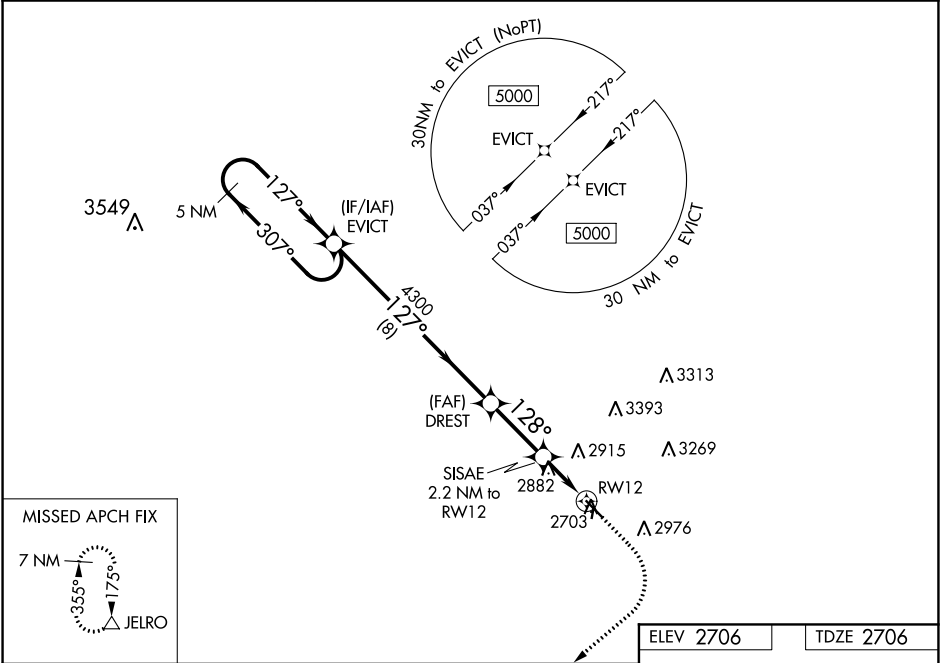 30NM to EVICT (NoPT)
5000
217°
EVICT
037°
217°
EVICT
037°
5000
30 NM to EVICT
3549
5 NM
127°
307°
(IF/IAF)
EVICT
4300
127°
(8)
(FAF)
DREST
128°
3313
3393
2915
3269
SISAE
2.2 NM to
RW12
2882
RW12
2703
2976
MISSED APCH FIX
7 NM
355°
175°
JELRO
ELEV 2706
TDZE 2706